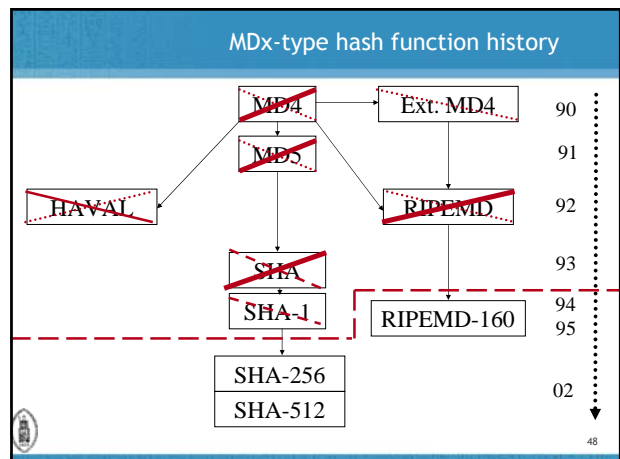 MDx-type hash function history
MD4
Ext. MD4
90
MD5
91
HAVAL
RIPEMD
92
SHA
93
SHA-1
RIPEMD-160
94
95
SHA-256
SHA-512
02
48